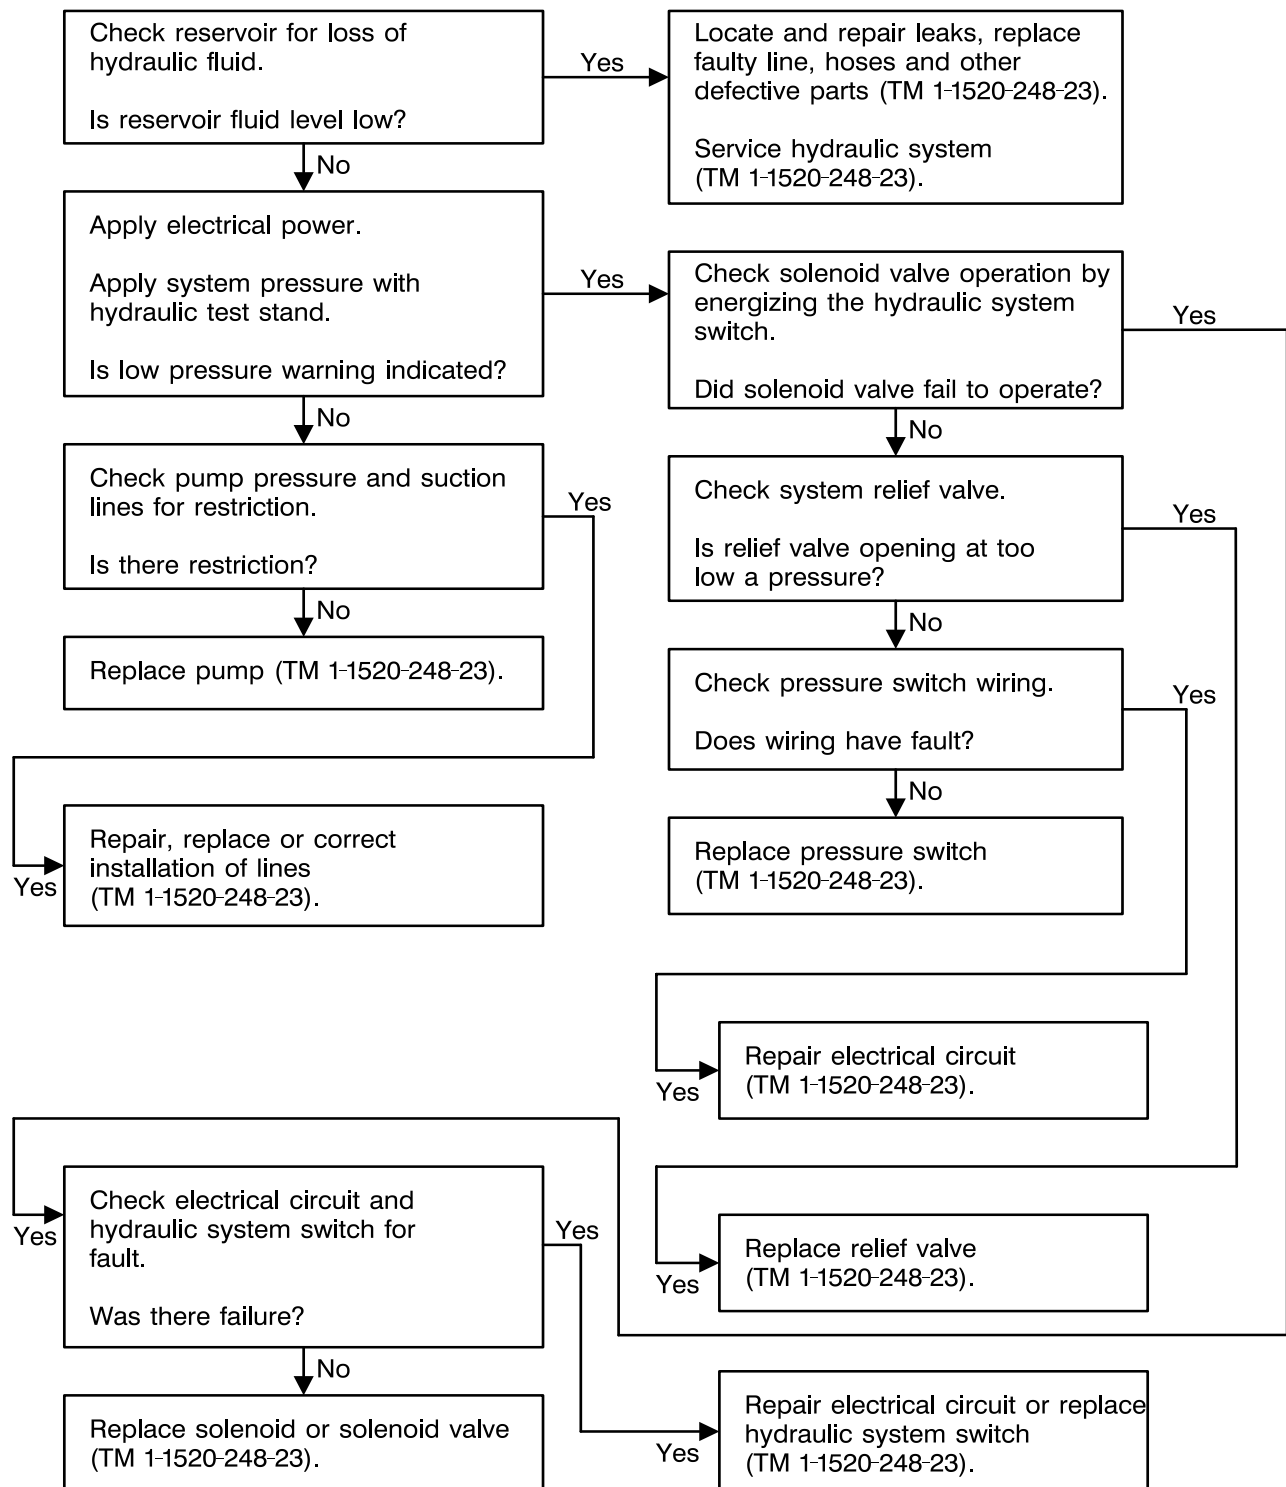 Check reservoir for loss of
hydraulic fluid.
Is reservoir fluid level low?
Yes
Locate and repair leaks, replace
faulty line, hoses and other
defective parts (TM 1-1520-248-23).
Service hydraulic system
(TM 1-1520-248-23).
No
Apply electrical power.
Apply system pressure with
hydraulic test stand.
Is low pressure warning indicated?
Yes
Check solenoid valve operation by
energizing the hydraulic system
switch.
Did solenoid valve fail to operate?
Yes
No
No
Check pump pressure and suction
lines for restriction.
Is there restriction?
Yes
Check system relief valve.
Is relief valve opening at too
low a pressure?
Yes
No
No
Replace pump (TM 1-1520-248-23).
Check pressure switch wiring.
Does wiring have fault?
Yes
No
Yes
Repair, replace or correct
installation of lines
(TM 1-1520-248-23).
Replace pressure switch
(TM 1-1520-248-23).
Yes
Repair electrical circuit
(TM 1-1520-248-23).
Yes
Check electrical circuit and
hydraulic system switch for
fault.
Was there failure?
Yes
Yes
Replace relief valve
(TM 1-1520-248-23).
No
Replace solenoid or solenoid valve
(TM 1-1520-248-23).
Yes
Repair electrical circuit or replace
hydraulic system switch
(TM 1-1520-248-23).